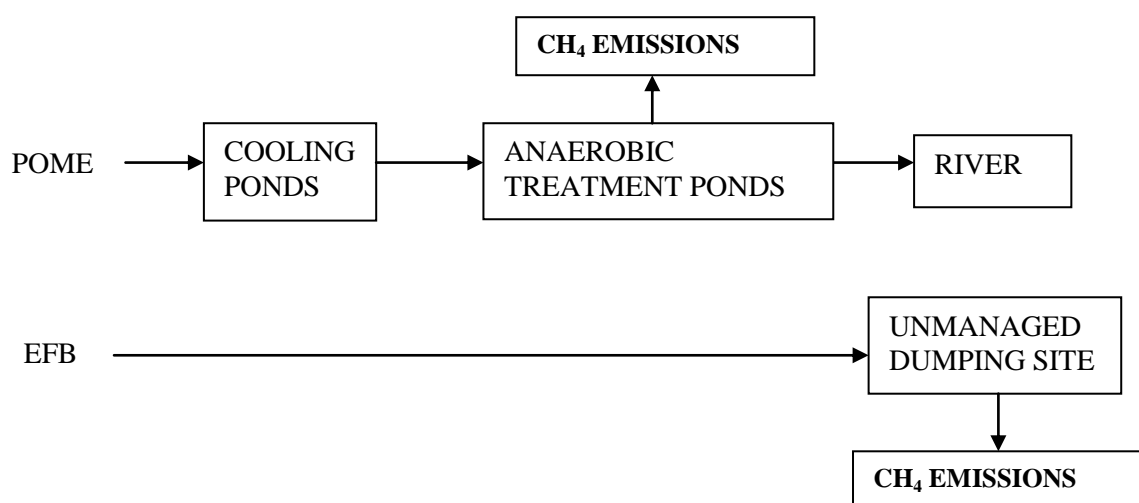 CH₄ EMISSIONS
POME
COOLING
PONDS
ANAEROBIC
TREATMENT PONDS
RIVER
EFB
UNMANAGED
DUMPING SITE
CH₄ EMISSIONS